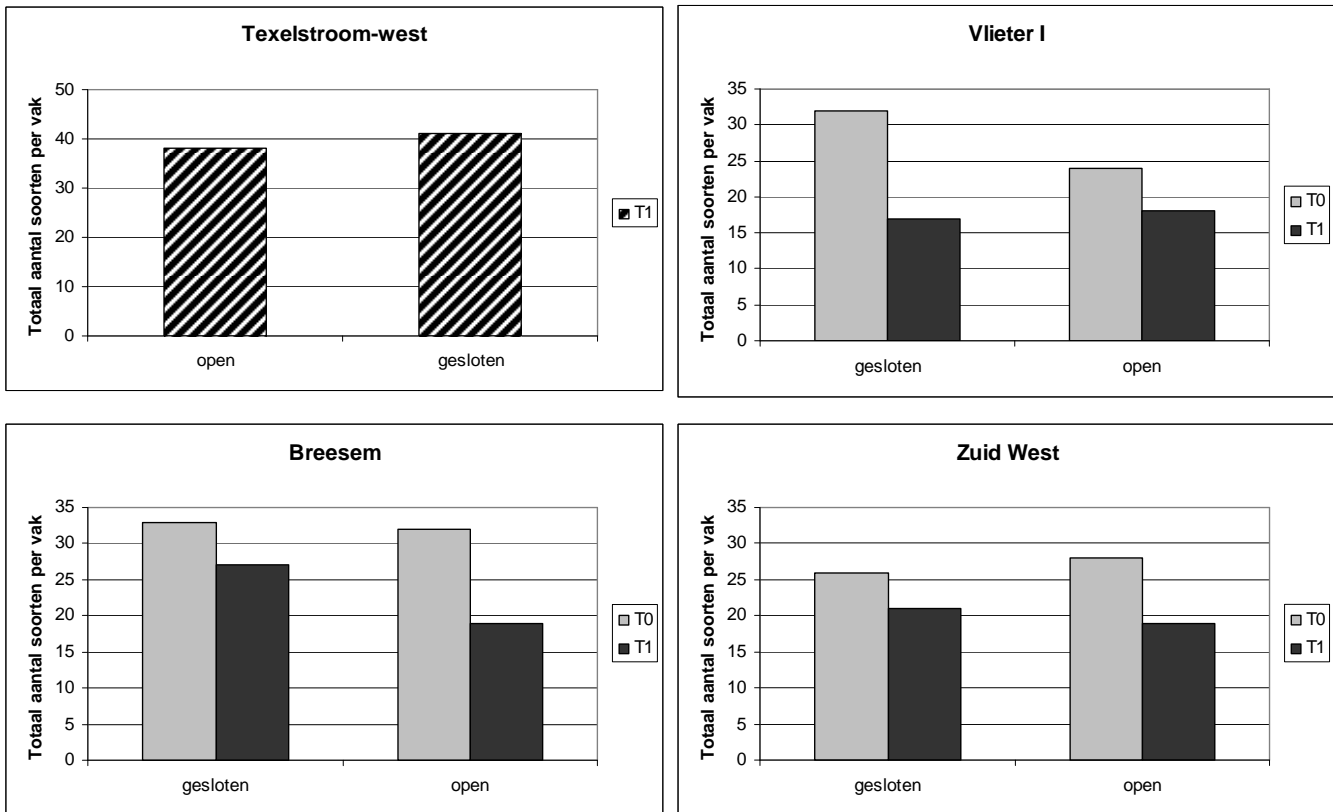 Texelstroom-west
Totaal aantal soorten per vak
50
40
30
20
10
0
open
gesloten
T1
Vlieter I
Totaal aantal soorten per vak
35
30
25
20
15
10
5
0
gesloten
open
T0
T1
Breesem
Totaal aantal soorten per vak
35
30
25
20
15
10
5
0
gesloten
open
T0
T1
Zuid West
Totaal aantal soorten per vak
35
30
25
20
15
10
5
0
gesloten
open
T0
T1